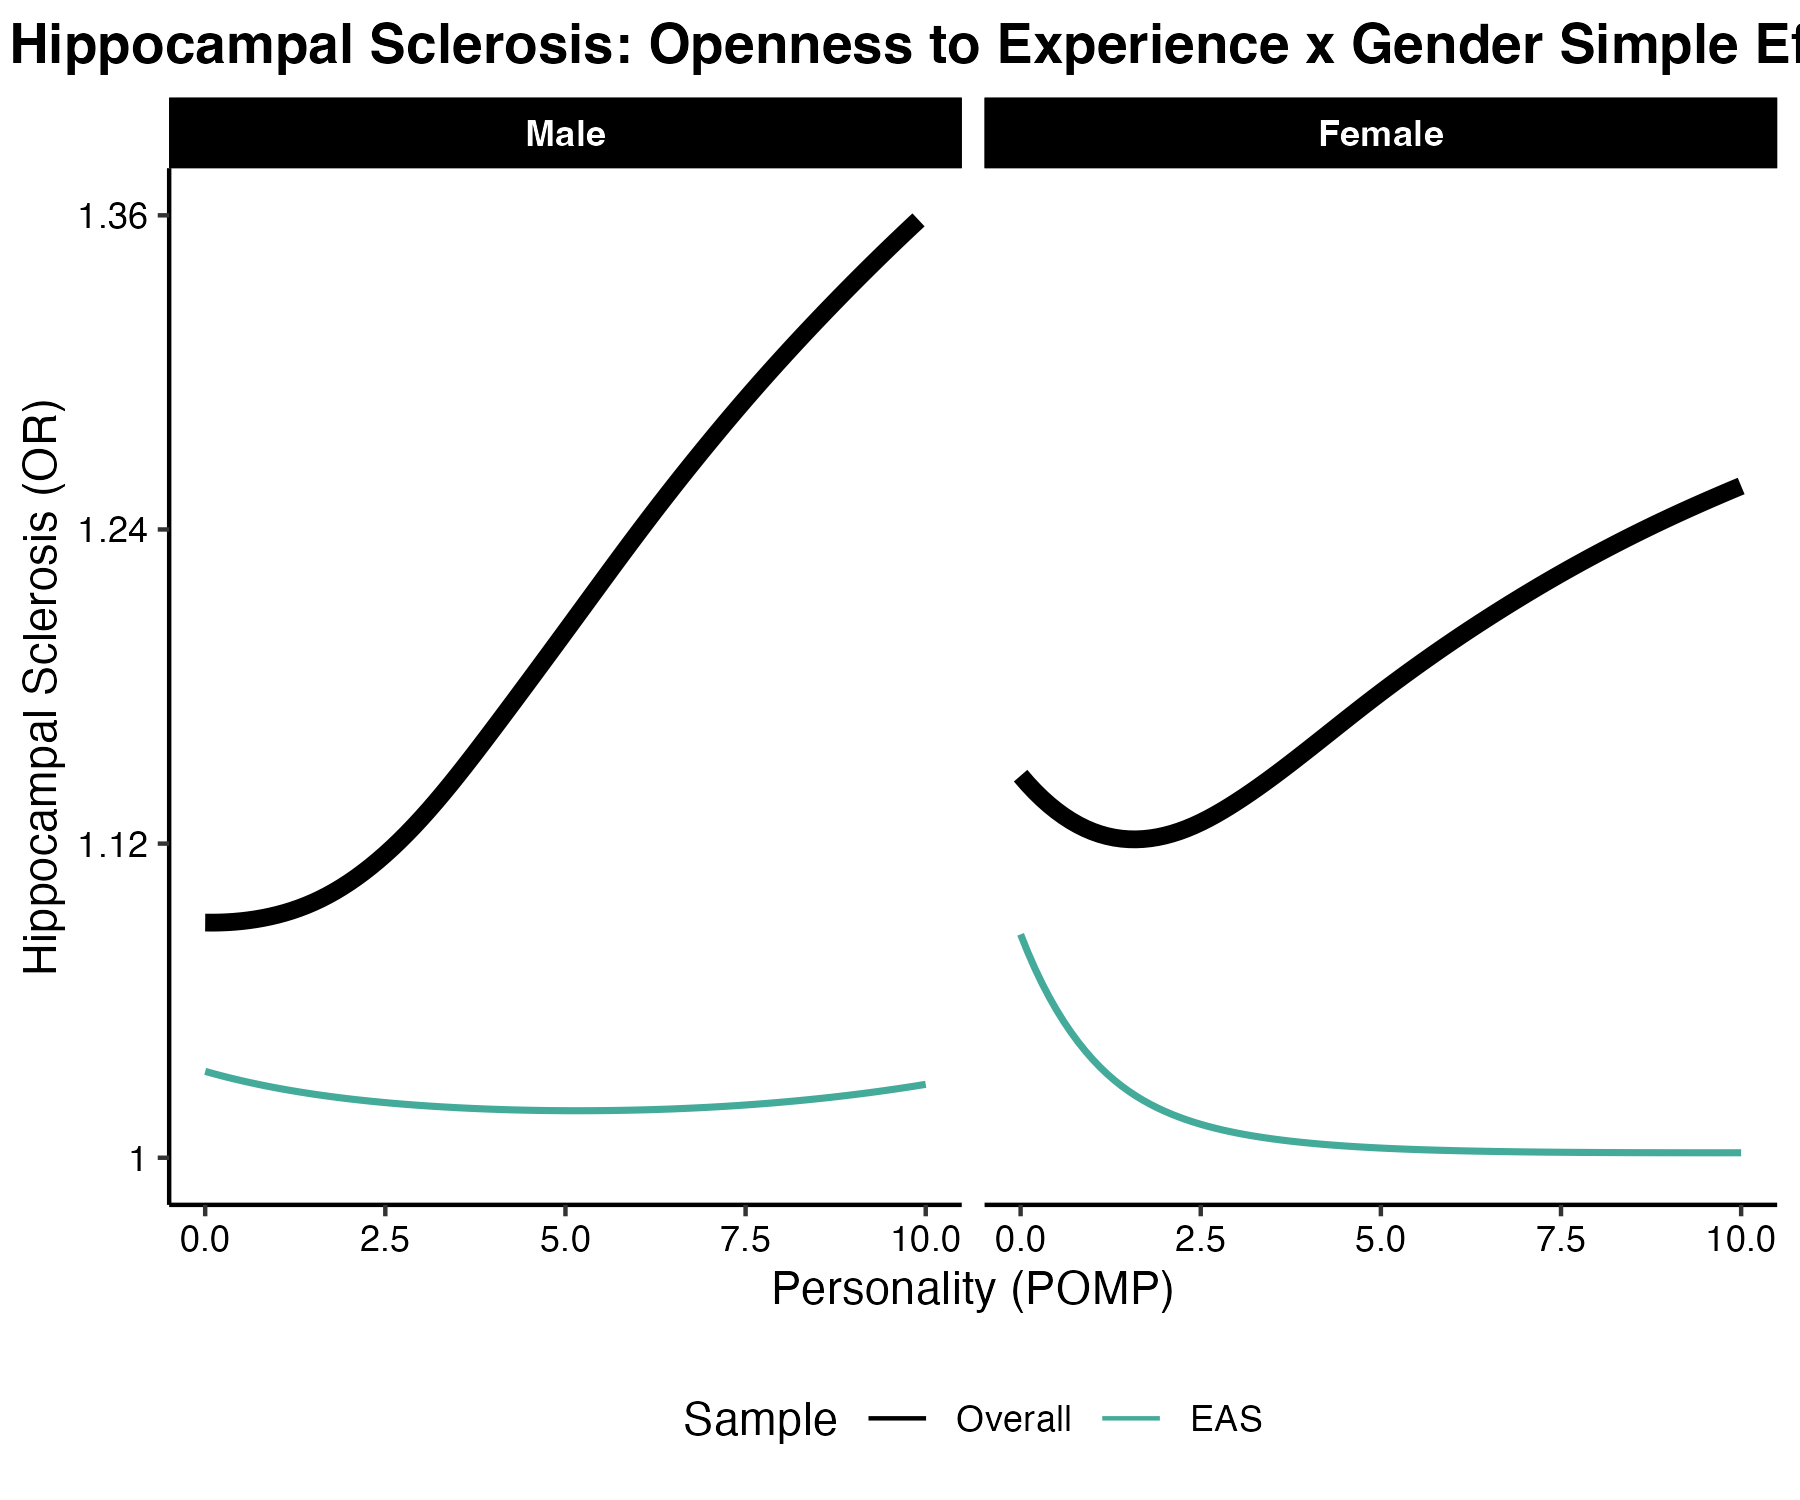 Hippocampal Sclerosis: Openness to Experience x Gender Simple Ef
Male
Female
Hippocampal Sclerosis (OR)
1.36
1.24
1.12
1
0.0 2.5 5.0 7.5 10.0
0.0 2.5 5.0 7.5 10.0
Personality (POMP)
Sample Overall EAS